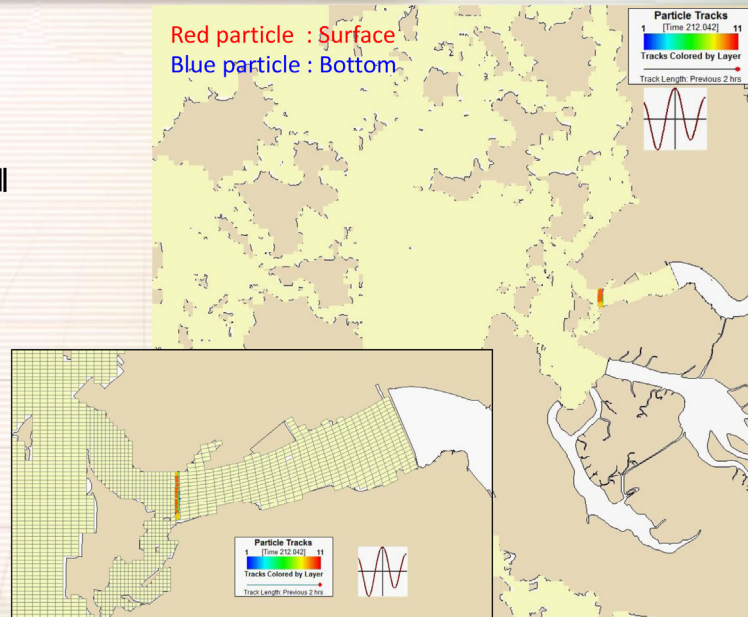 Red particle : Surface
Blue particle : Bottom
Particle Tracks
1 [Time 212.042] 11
Tracks Colored by Layer
Track Length: Previous 2 hrs
Particle Tracks
1 [Time 212.042] 11
Tracks Colored by Layer
Track Length: Previous 2 hrs